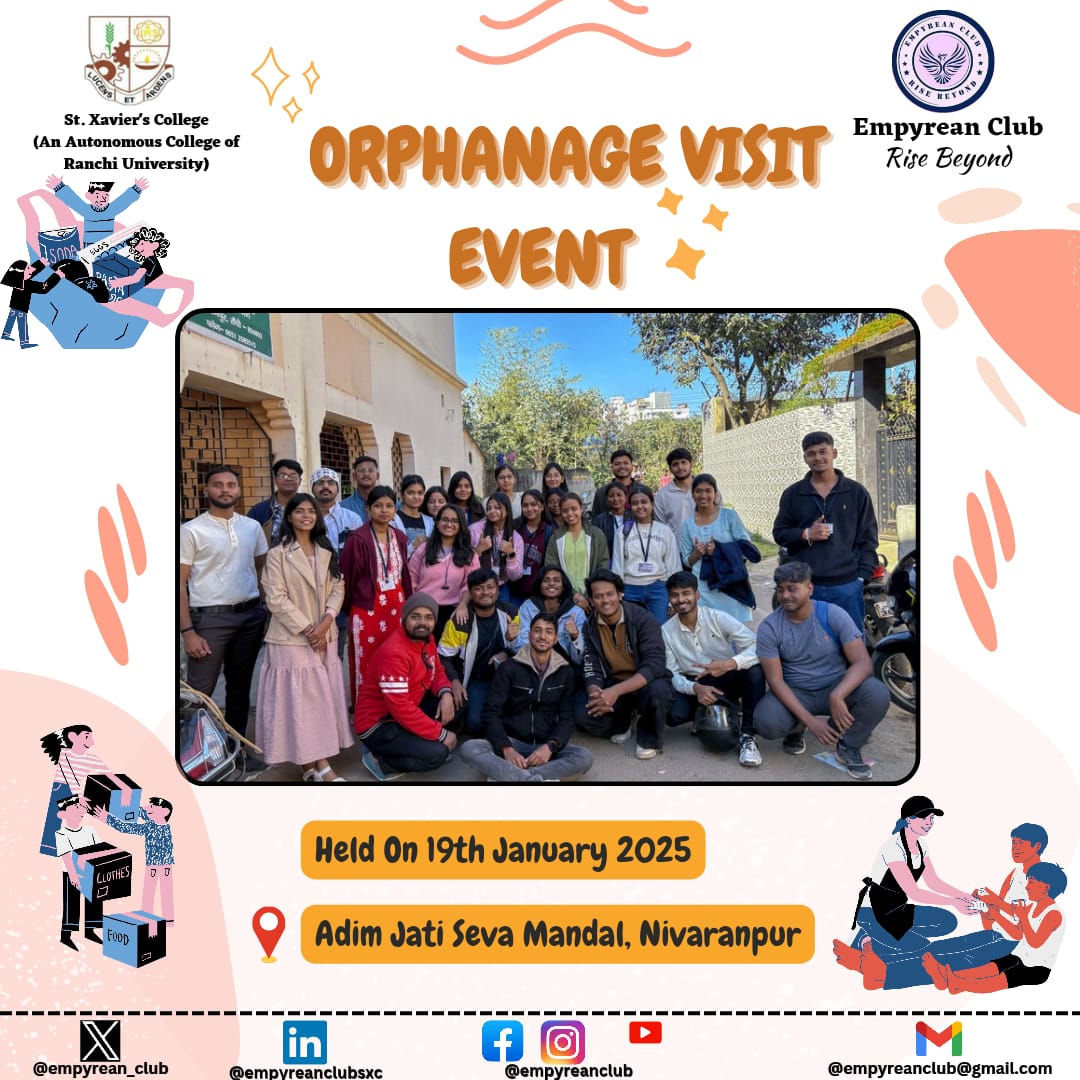 LUCENS ET ARDENS
St. Xavier's College
(An Autonomous College of
Ranchi University)
EMPYREAN CLUB
RISE BEYOND
Empyrean Club
Rise Beyond
ORPHANAGE VISIT
EVENT
SODA
EGGS
PASTA
CLOTHES
FOOD
Held On 19th January 2025
Adim Jati Seva Mandal, Nivaranpur
@empyrean_club
@empyreanclubsxc
@empyreanclub
@empyreanclub@gmail.com